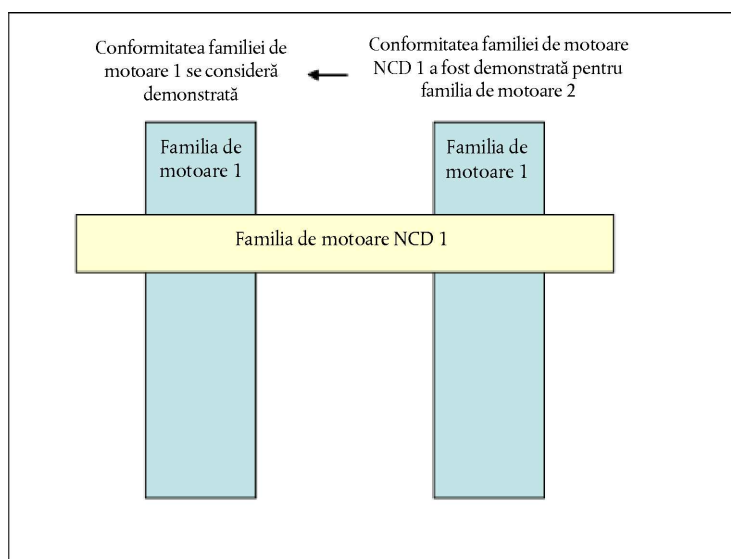 Conformitatea familiei de
motoare 1 se consideră
demonstrată
Conformitatea familiei de motoare
NCD 1 a fost demonstrată pentru
familia de motoare 2
Familia de
motoare 1
Familia de
motoare 1
Familia de motoare NCD 1